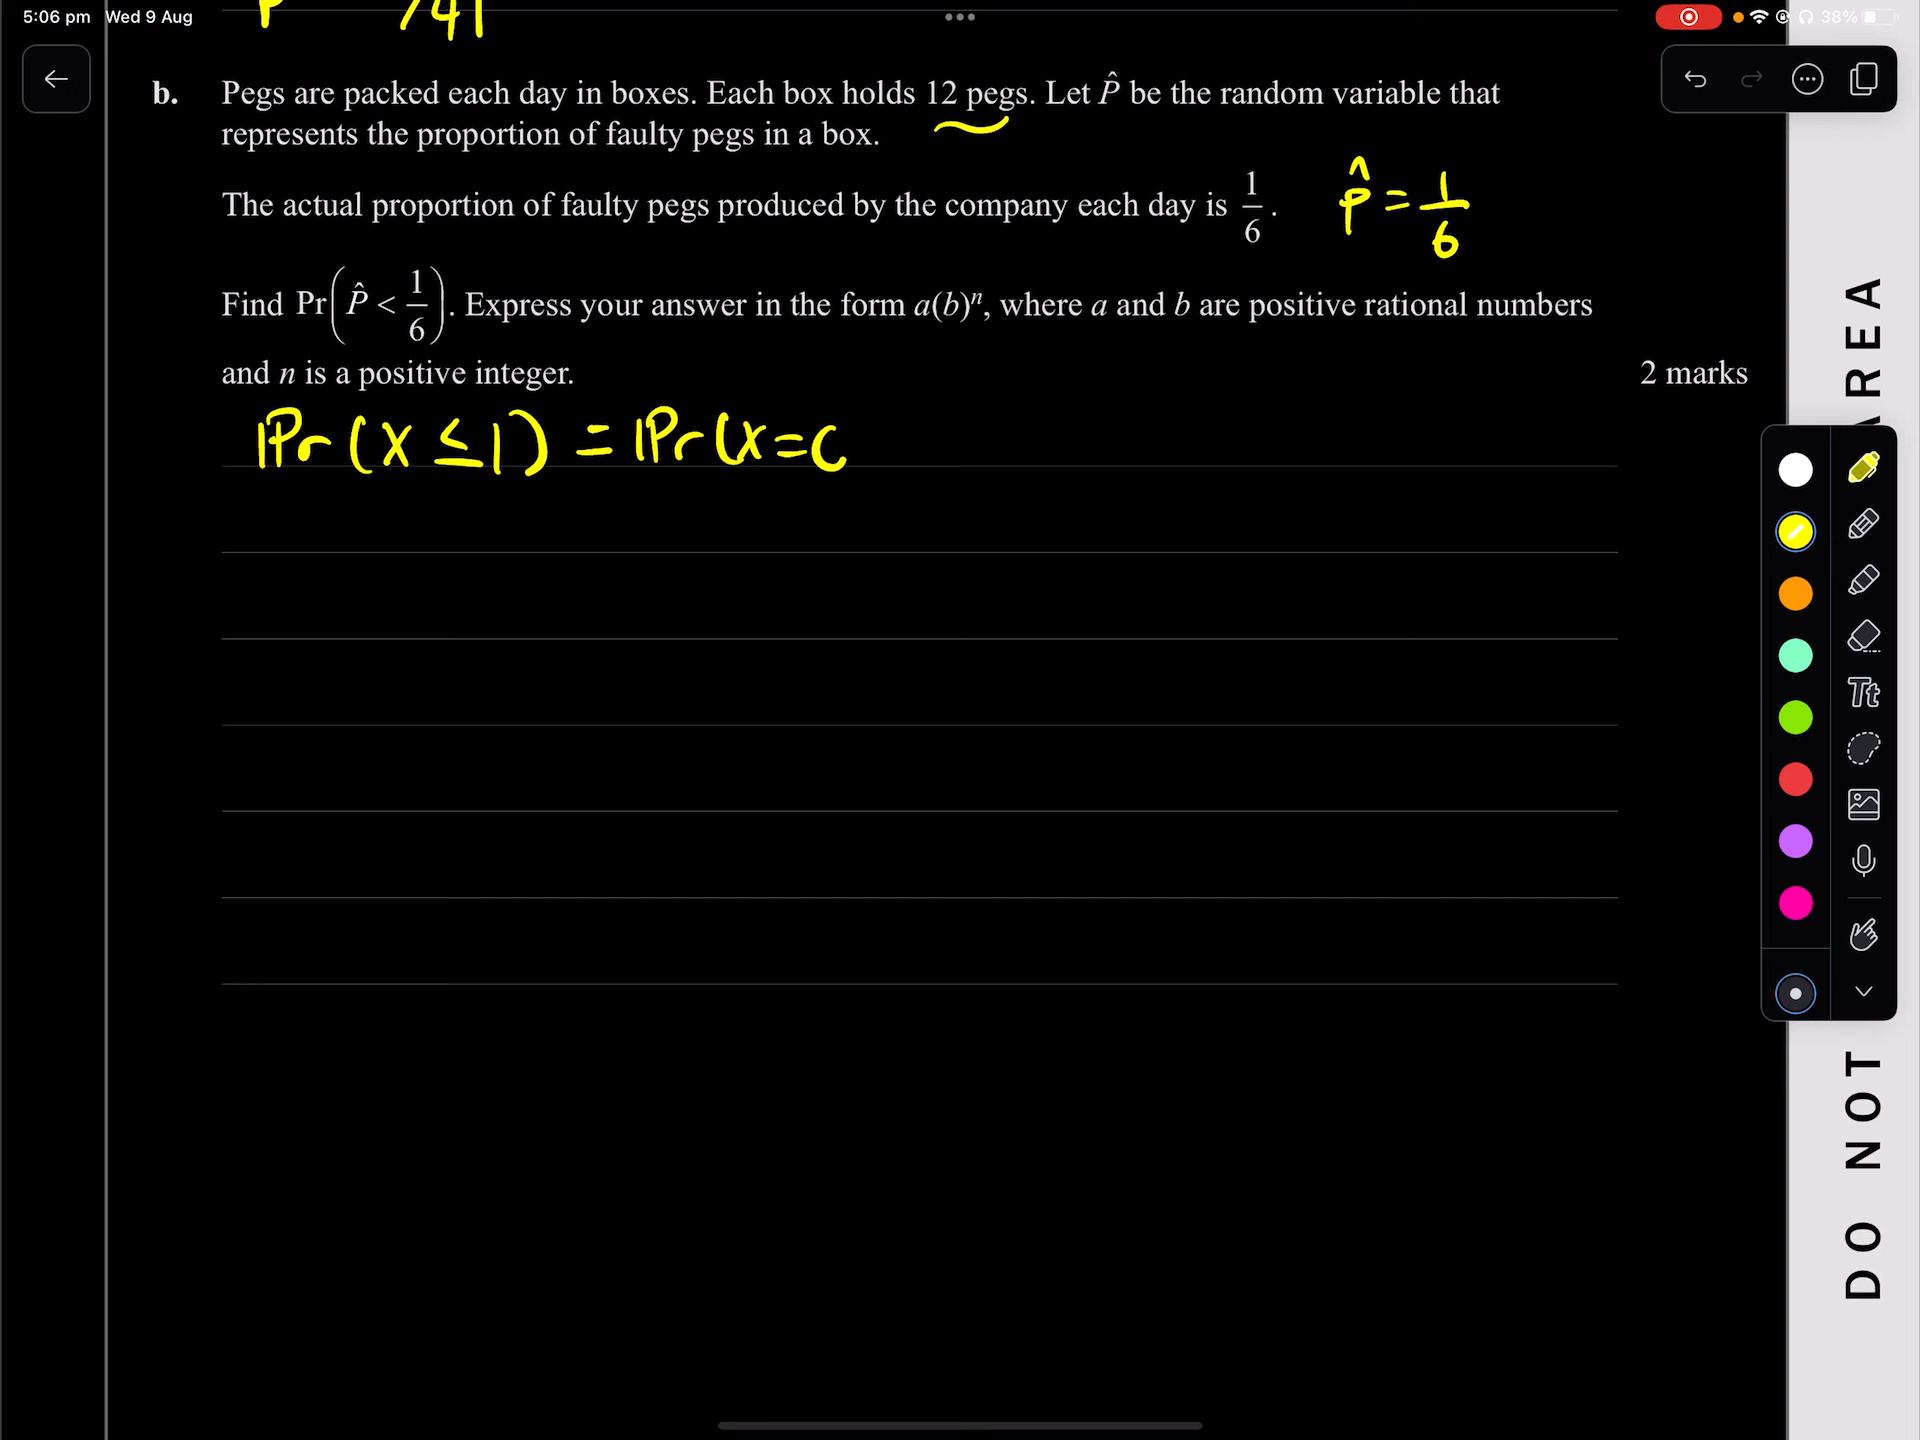 5:06 pm Wed 9 Aug
38%
b. Pegs are packed each day in boxes. Each box holds 12 pegs. Let P̂ be the random variable that
represents the proportion of faulty pegs in a box.
The actual proportion of faulty pegs produced by the company each day is 1/6. p̂ = 1/6
Find Pr(P̂ < 1/6). Express your answer in the form a(b)ⁿ, where a and b are positive rational numbers
and n is a positive integer. 2 marks
Pr(X ≤ 1) = Pr(X=
Tt
DO NOT
AREA